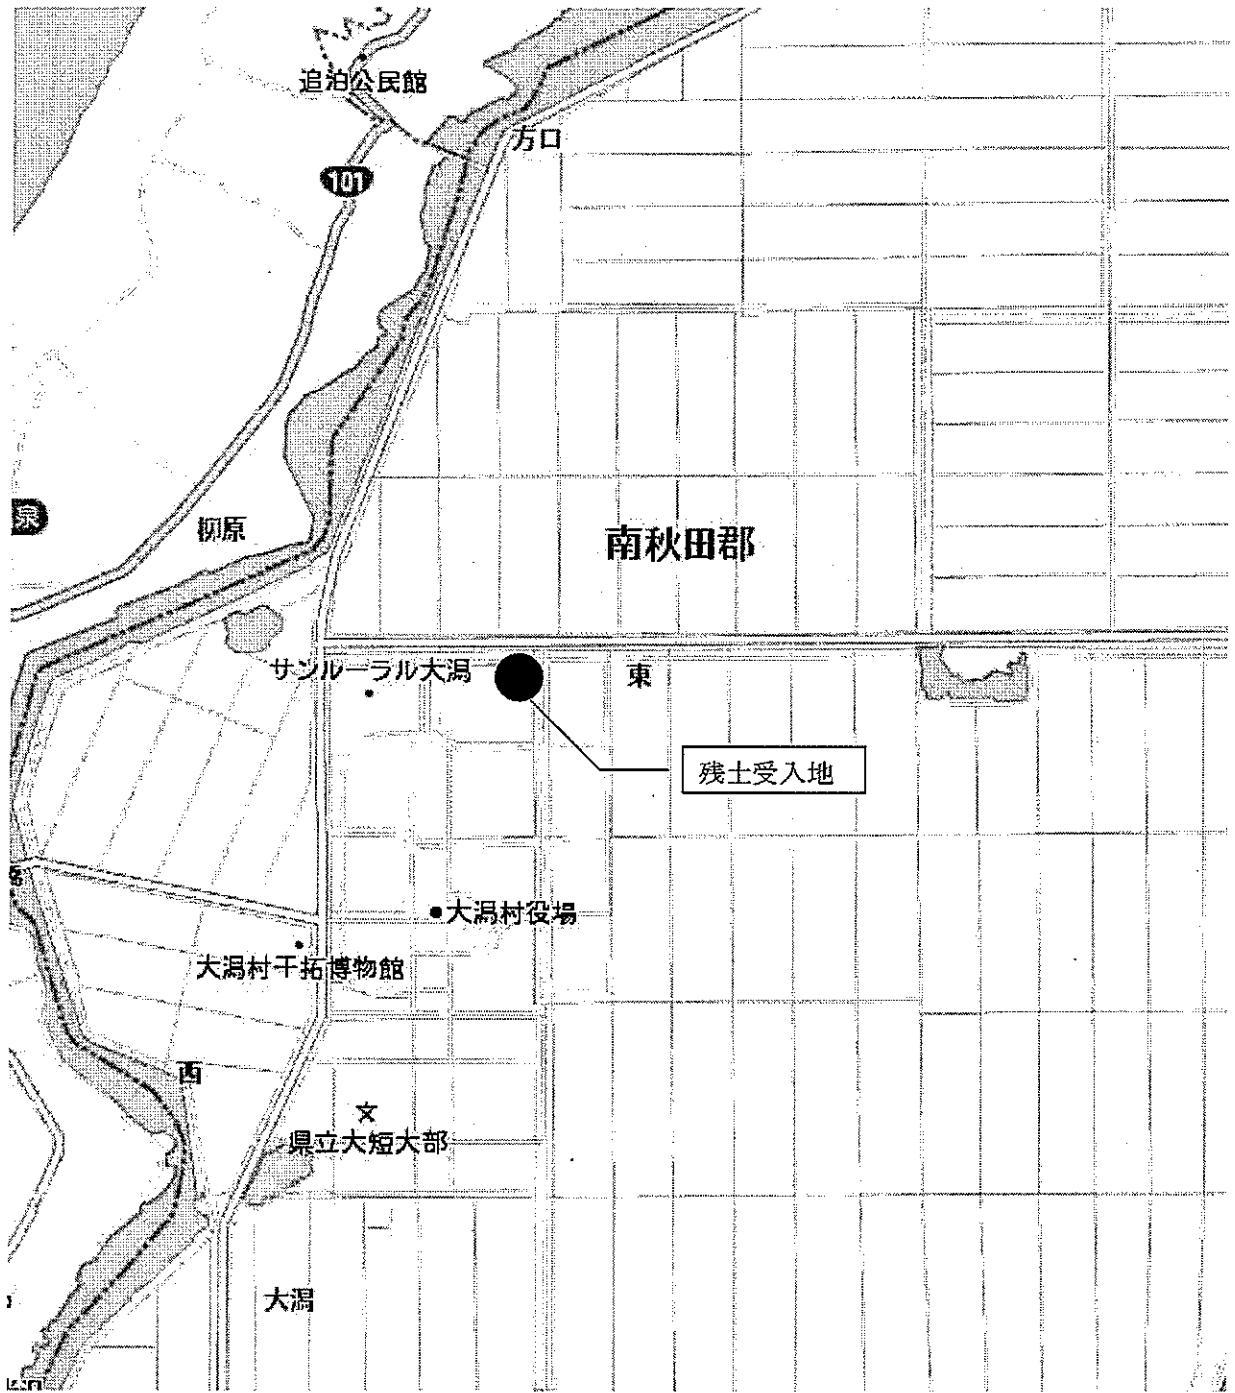 追泊公民館
方口
101
泉
柳原
南秋田郡
サンルーラル大潟
東
残土受入地
大潟村役場
大潟村干拓博物館
西
県立大短大部
大潟